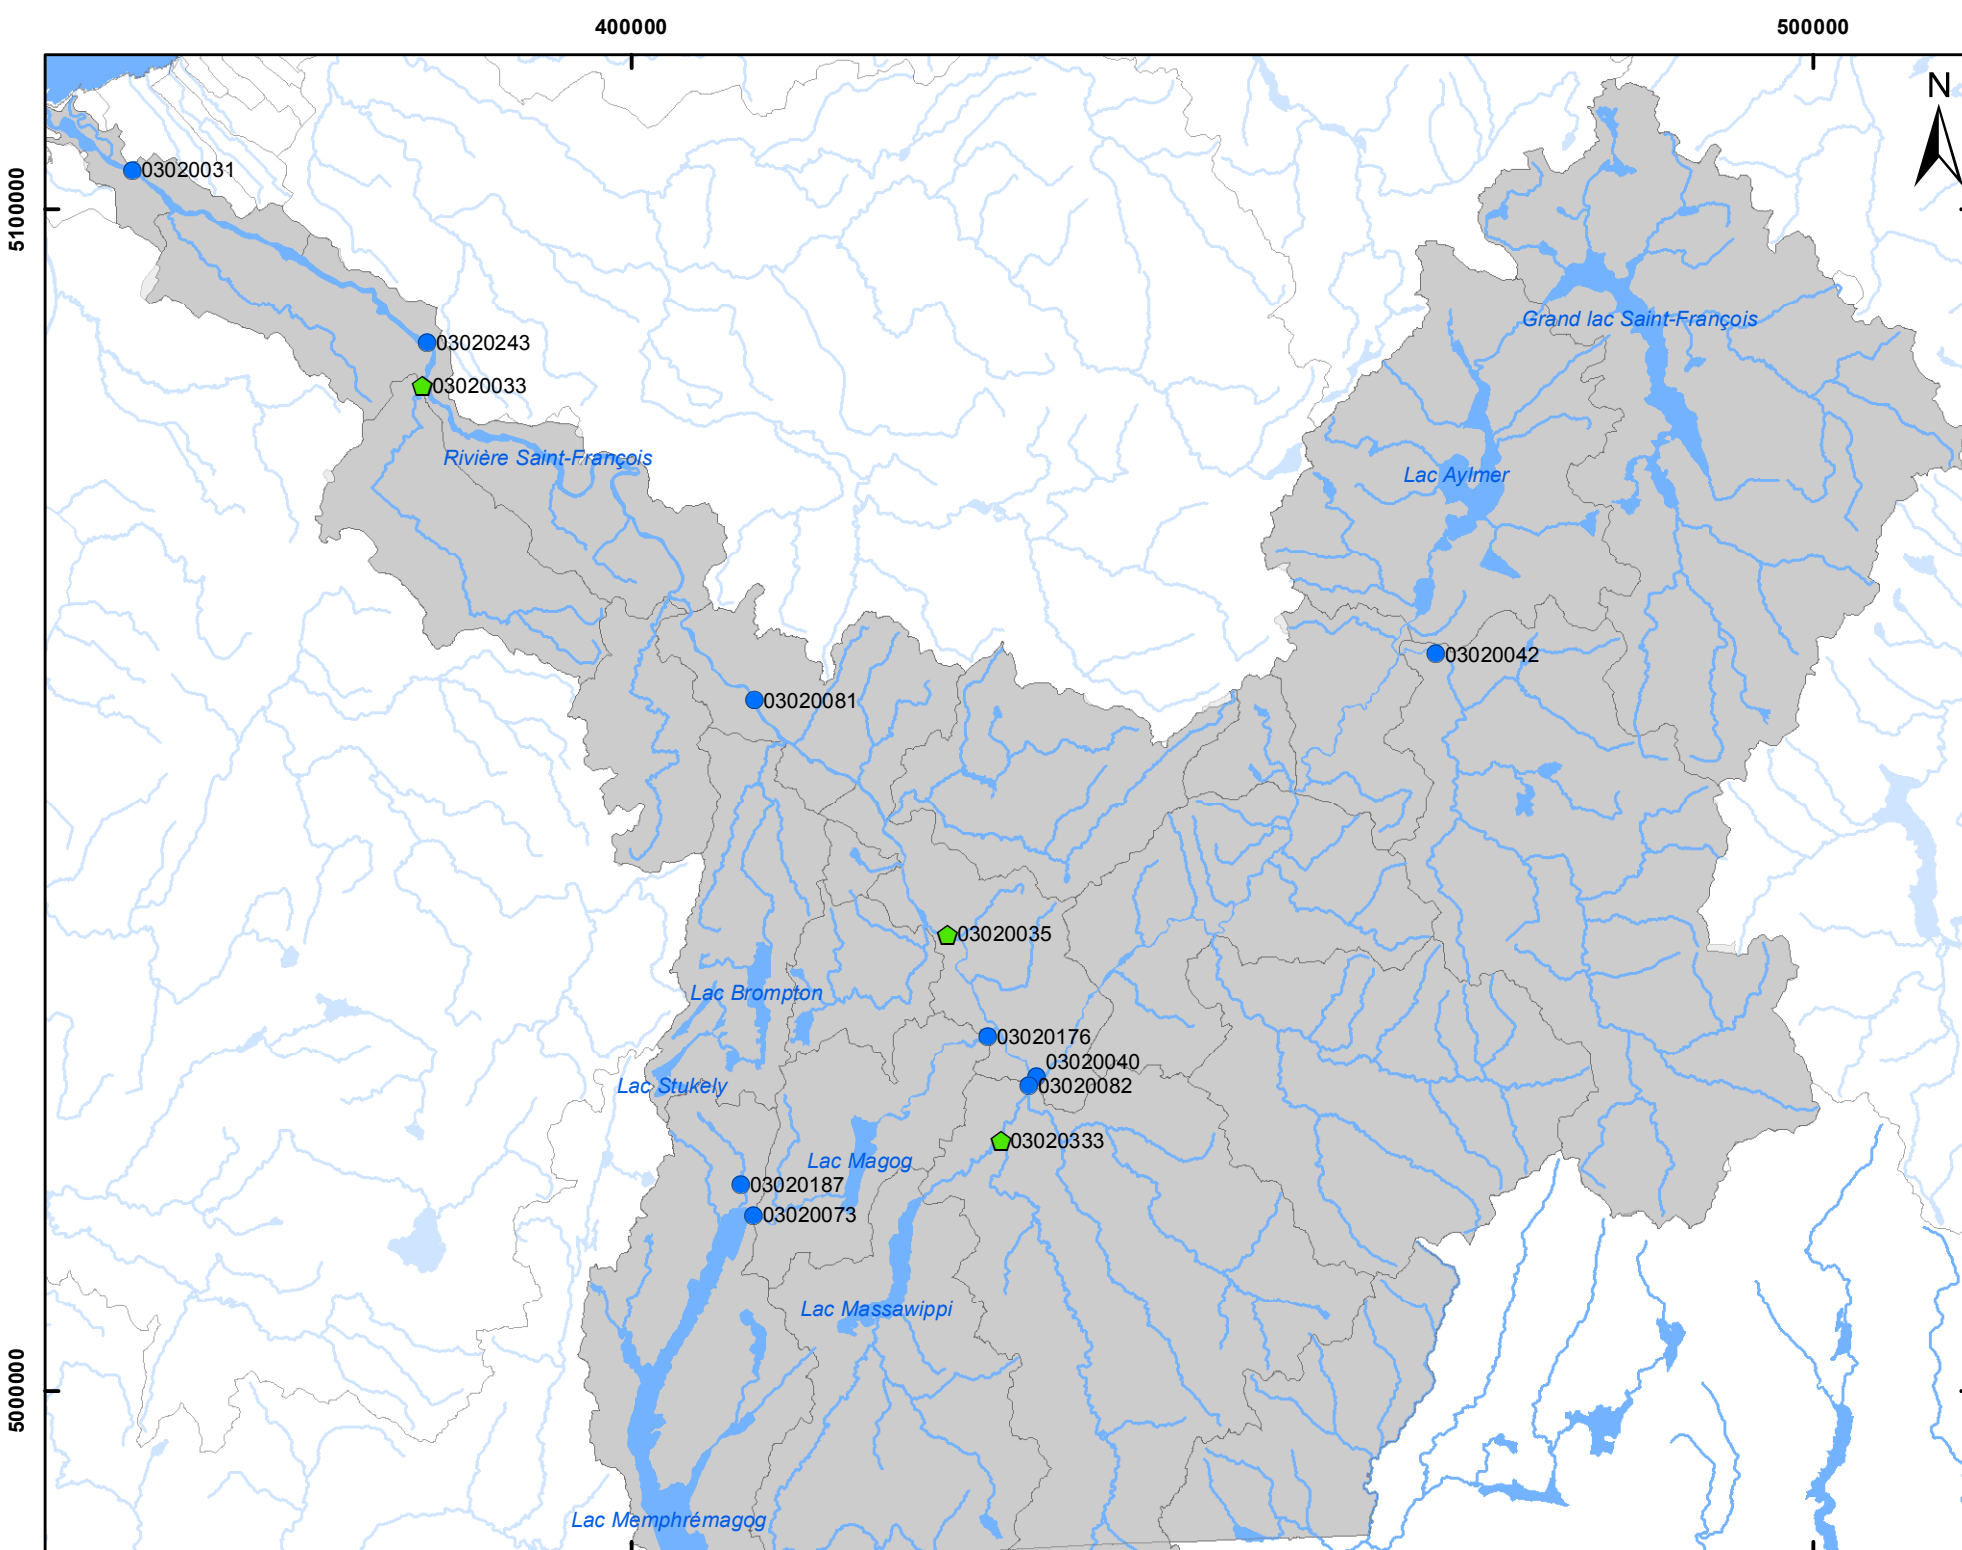 400000
500000
N
5100000
03020031
Grand lac Saint-François
03020243
03020033
Rivière Saint-François
Lac Aylmer
03020042
03020081
03020035
Lac Brompton
03020176
03020040
Lac Stukely
03020082
03020333
Lac Magog
03020187
03020073
Lac Massawippi
5000000
Lac Memphrémagog